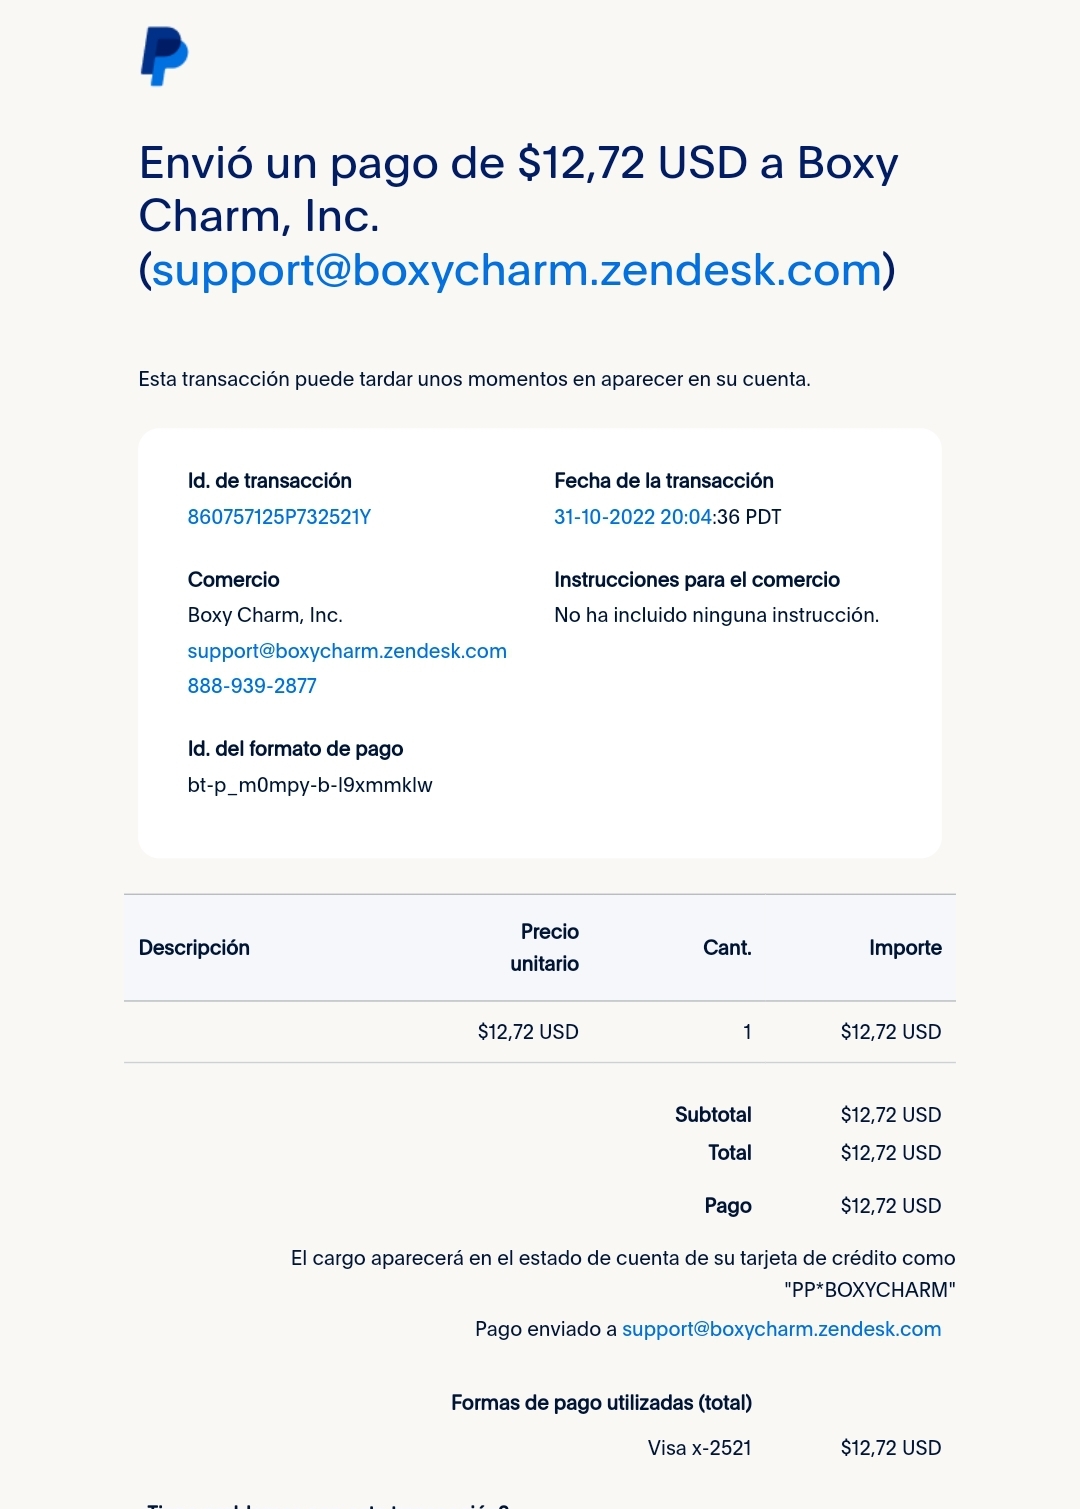 Envió un pago de $12,72 USD a Boxy
Charm, Inc.
(support@boxycharm.zendesk.com)
Esta transacción puede tardar unos momentos en aparecer en su cuenta.
Id. de transacción
860757125P732521Y
Fecha de la transacción
31-10-2022 20:04:36 PDT
Comercio
Boxy Charm, Inc.
support@boxycharm.zendesk.com
888-939-2877
Instrucciones para el comercio
No ha incluido ninguna instrucción.
Id. del formato de pago
bt-p_m0mpy-b-l9xmmklw
Descripción Precio unitario Cant. Importe
$12,72 USD 1 $12,72 USD
Subtotal $12,72 USD
Total $12,72 USD
Pago $12,72 USD
El cargo aparecerá en el estado de cuenta de su tarjeta de crédito como
"PP*BOXYCHARM"
Pago enviado a support@boxycharm.zendesk.com
Formas de pago utilizadas (total)
Visa x-2521 $12,72 USD